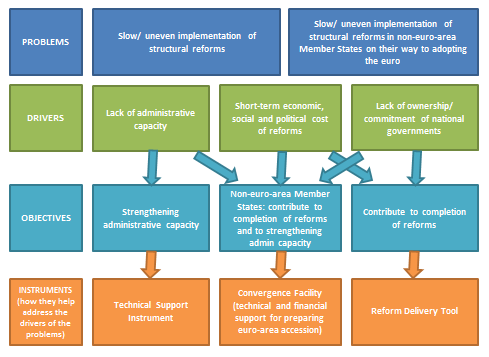 PROBLEMS
Slow/ uneven implementation of
structural reforms
Slow/ uneven implementation of
structural reforms in non-euro-area
Member States on their way to adopting
the euro
DRIVERS
Lack of administrative
capacity
Short-term economic,
social and political cost
of reforms
Lack of ownership/
commitment of national
governments
OBJECTIVES
Strengthening
administrative capacity
Non-euro-area Member
States: contribute to
completion of reforms
and to strengthening
admin capacity
Contribute to completion
of reforms
INSTRUMENTS
(how they help
address the
drivers of the
problems)
Technical Support
Instrument
Convergence Facility
(technical and financial
support for preparing
euro-area accession)
Reform Delivery Tool